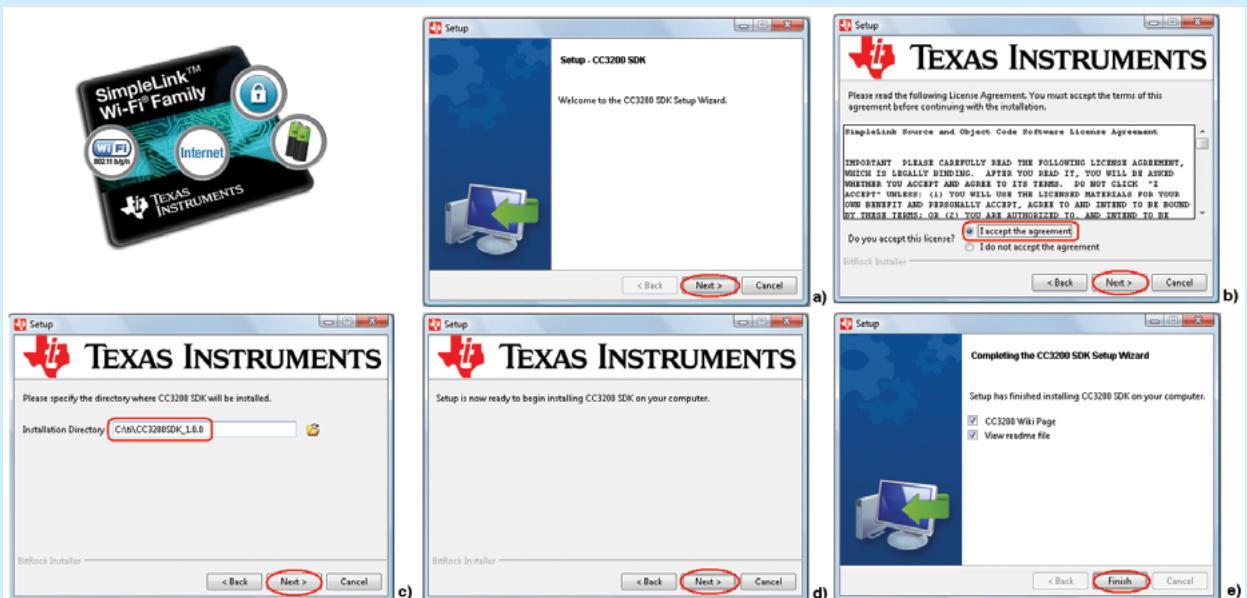 SimpleLink™
Wi-Fi® Family
Wi Fi
802.11 b/g/n
Internet
TEXAS
INSTRUMENTS
Setup
Setup - CC3200 SDK
Welcome to the CC3200 SDK Setup Wizard.
< Back Next > Cancel
a)
Setup
TEXAS INSTRUMENTS
Please read the following License Agreement. You must accept the terms of this
agreement before continuing with the installation.
SimpleLink Source and Object Code Software License Agreement
IMPORTANT PLEASE CAREFULLY READ THE FOLLOWING LICENSE AGREEMENT,
WHICH IS LEGALLY BINDING. AFTER YOU READ IT, YOU WILL BE ASKED
WHETHER YOU ACCEPT AND AGREE TO ITS TERMS. DO NOT CLICK "I
ACCEPT" UNLESS: (1) YOU WILL USE THE LICENSED MATERIALS FOR YOUR
OWN BENEFIT AND PERSONALLY ACCEPT, AGREE TO AND INTEND TO BE BOUND
BY THESE TERMS; OR (2) YOU ARE AUTHORIZED TO, AND INTEND TO BE
Do you accept this license?
I accept the agreement
I do not accept the agreement
BitRock Installer
< Back Next > Cancel
b)
Setup
TEXAS INSTRUMENTS
Please specify the directory where CC3200 SDK will be installed.
Installation Directory C:\ti\CC3200SDK_1.0.0
BitRock Installer
< Back Next > Cancel
c)
Setup
TEXAS INSTRUMENTS
Setup is now ready to begin installing CC3200 SDK on your computer.
BitRock Installer
< Back Next > Cancel
d)
Setup
Completing the CC3200 SDK Setup Wizard
Setup has finished installing CC3200 SDK on your computer.
CC3200 Wiki Page
View readme file
< Back Finish Cancel
e)